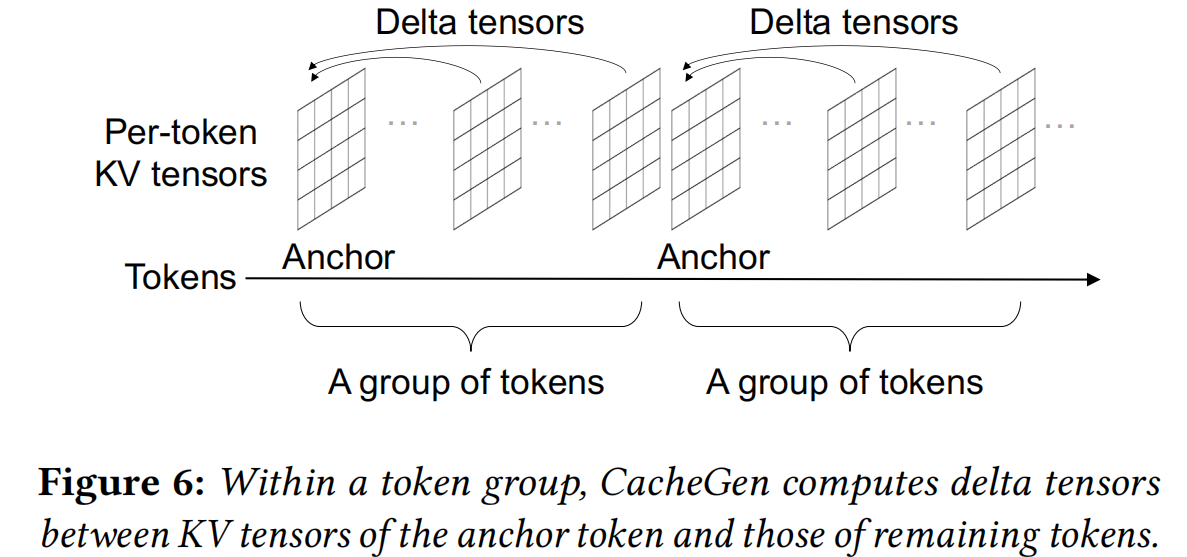 Delta tensors Delta tensors
Per-token
KV tensors
... ... ... ... ...
Anchor Anchor
Tokens
A group of tokens A group of tokens
Figure 6: Within a token group, CacheGen computes delta tensors
between KV tensors of the anchor token and those of remaining tokens.